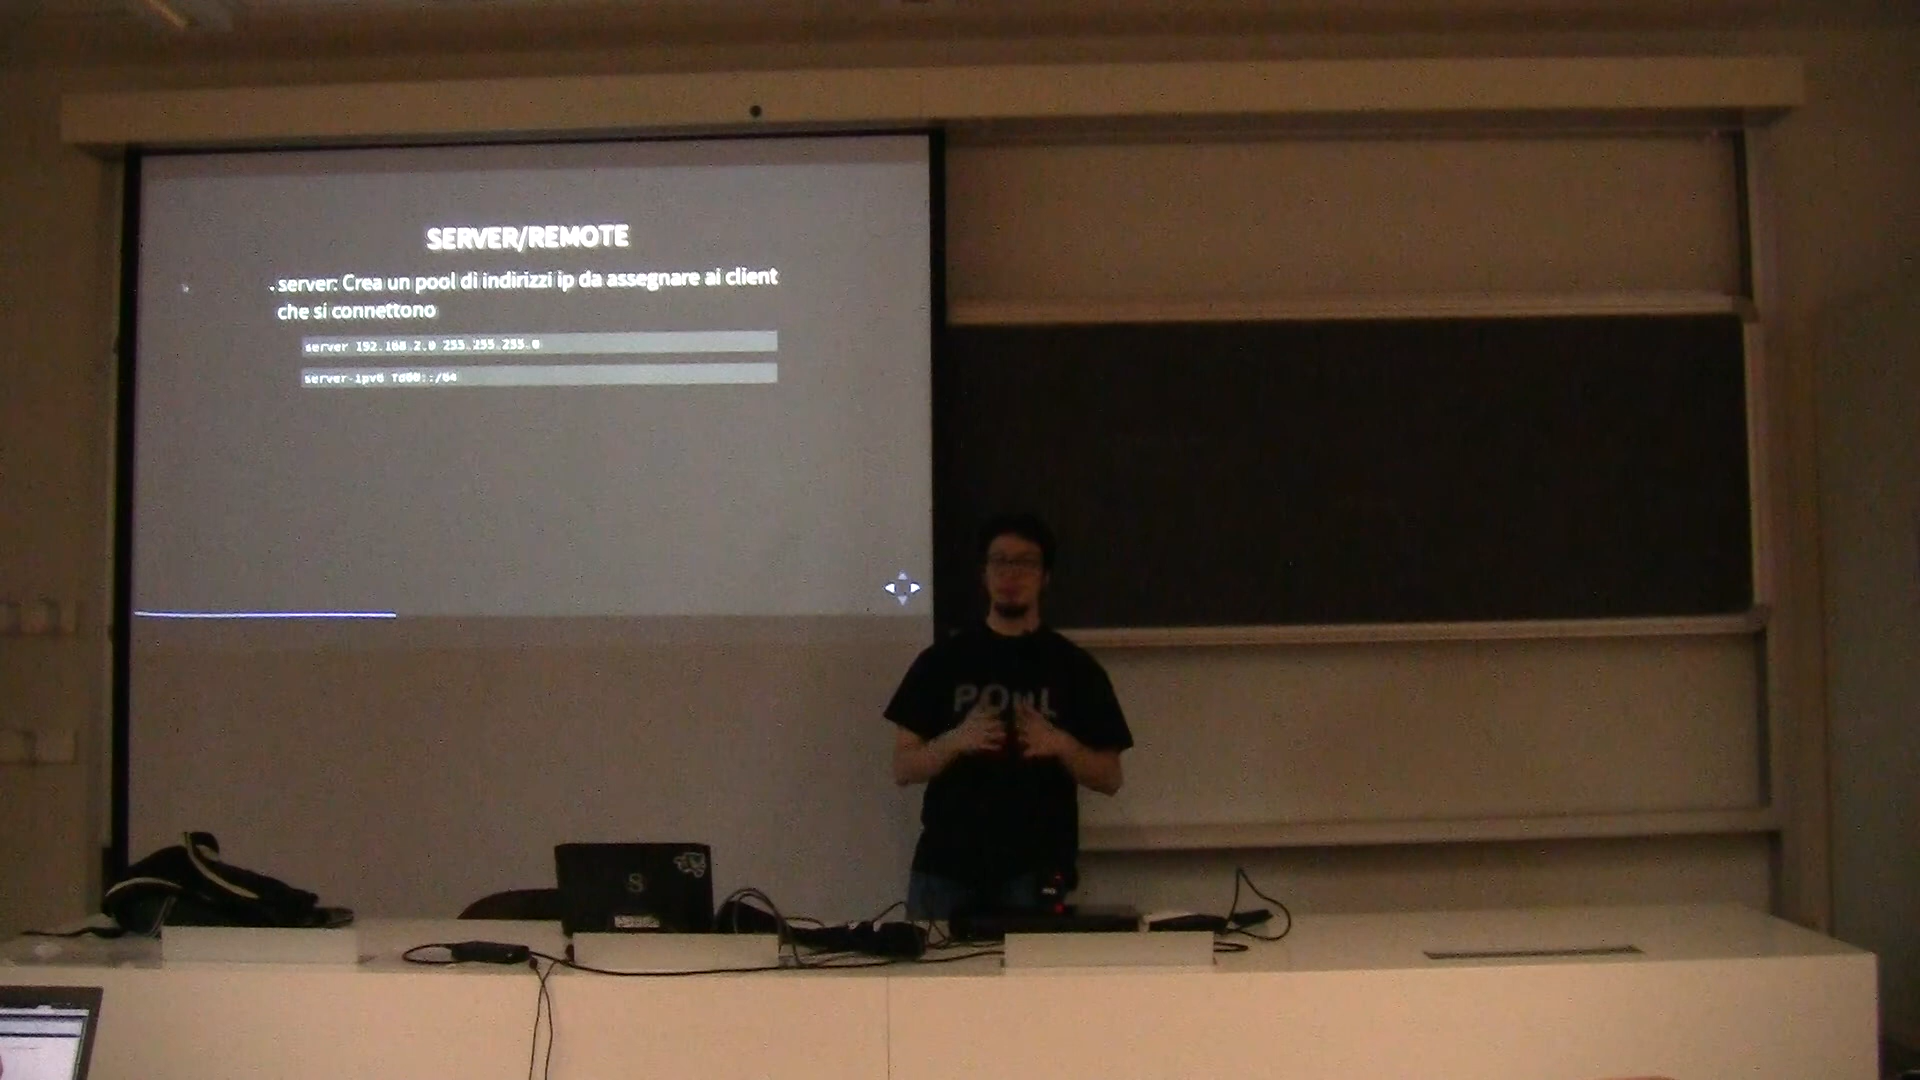 SERVER/REMOTE
server: Crea un pool di indirizzi ip da assegnare ai client
che si connettono
server 192.168.2.0 255.255.255.0
server-ipv6 fd00::/64
POuL
S